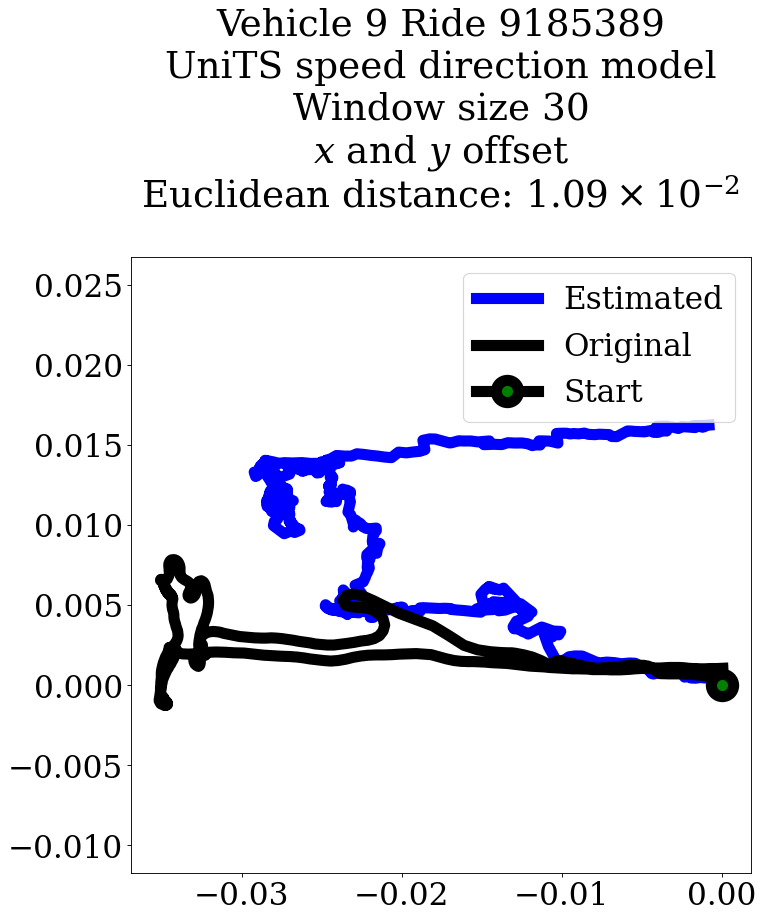 Vehicle 9 Ride 9185389
UniTS speed direction model
Window size 30
x and y offset
Euclidean distance: 1.09 × 10⁻²
Estimated
Original
Start
0.025
0.020
0.015
0.010
0.005
0.000
−0.005
−0.010
−0.03 −0.02 −0.01 0.00